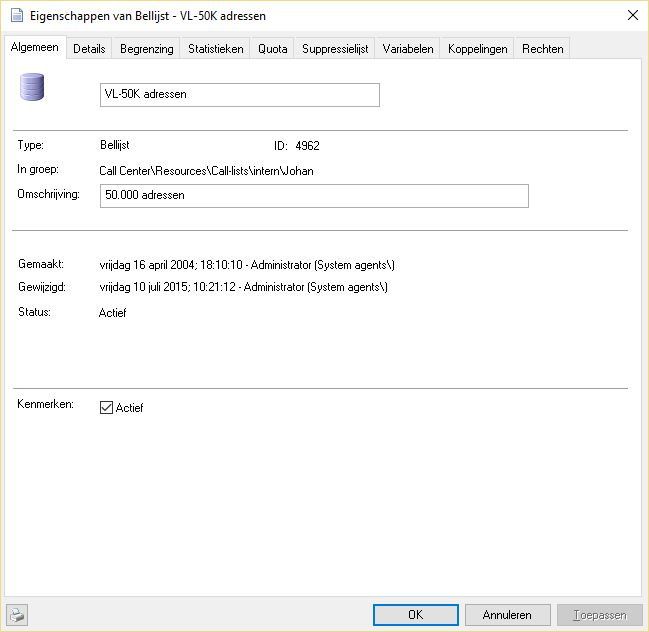 Eigenschappen van Bellijst - VL-50K adressen
Algemeen Details Begrenzing Statistieken Quota Suppressielijst Variabelen Koppelingen Rechten
VL-50K adressen
Type: Bellijst ID: 4962
In groep: Call Center\Resources\Call-lists\intern\Johan
Omschrijving: 50.000 adressen
Gemaakt: vrijdag 16 april 2004; 18:10:10 - Administrator (System agents\)
Gewijzigd: vrijdag 10 juli 2015; 10:21:12 - Administrator (System agents\)
Status: Actief
Kenmerken: Actief
OK Annuleren Toepassen